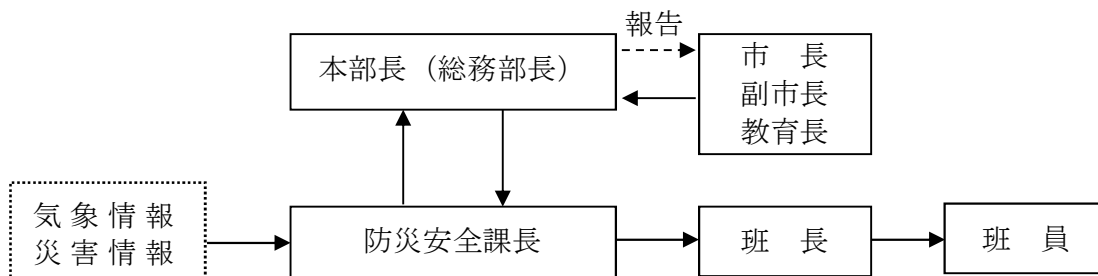 報告
本部長（総務部長）
市　長
副市長
教育長
気象情報
災害情報
防災安全課長
班　長
班　員